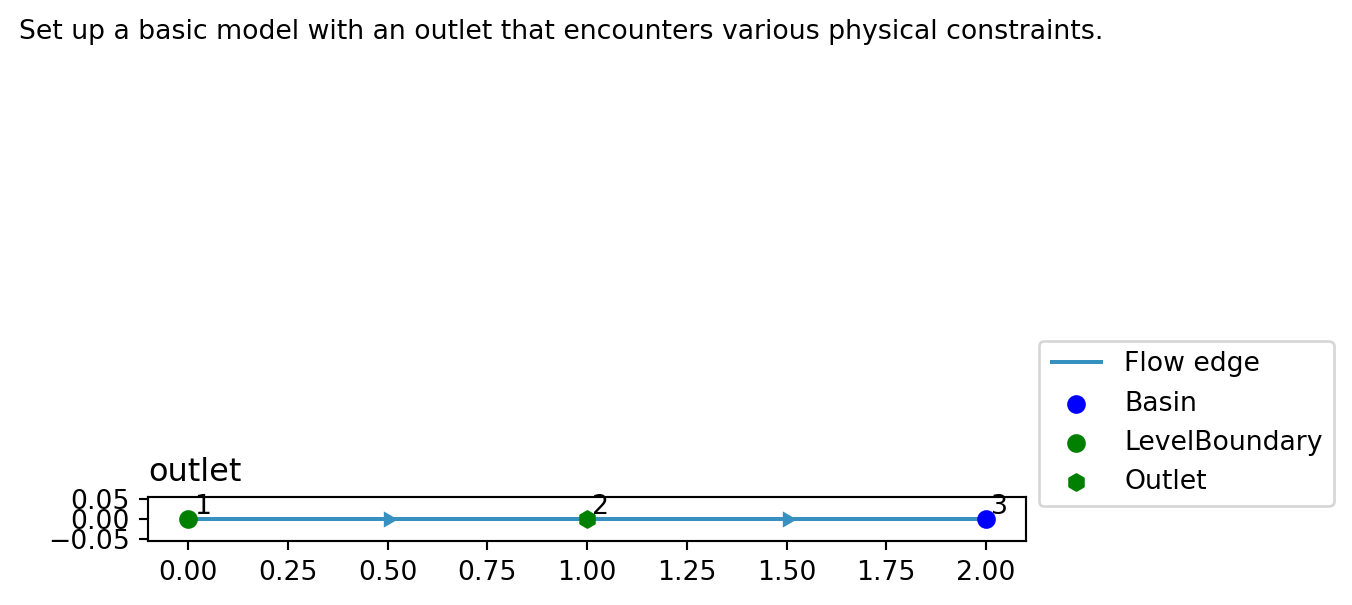 Set up a basic model with an outlet that encounters various physical constraints.
Flow edge
Basin
LevelBoundary
Outlet
outlet
0.05
0.00
−0.05
1
2
3
0.00 0.25 0.50 0.75 1.00 1.25 1.50 1.75 2.00